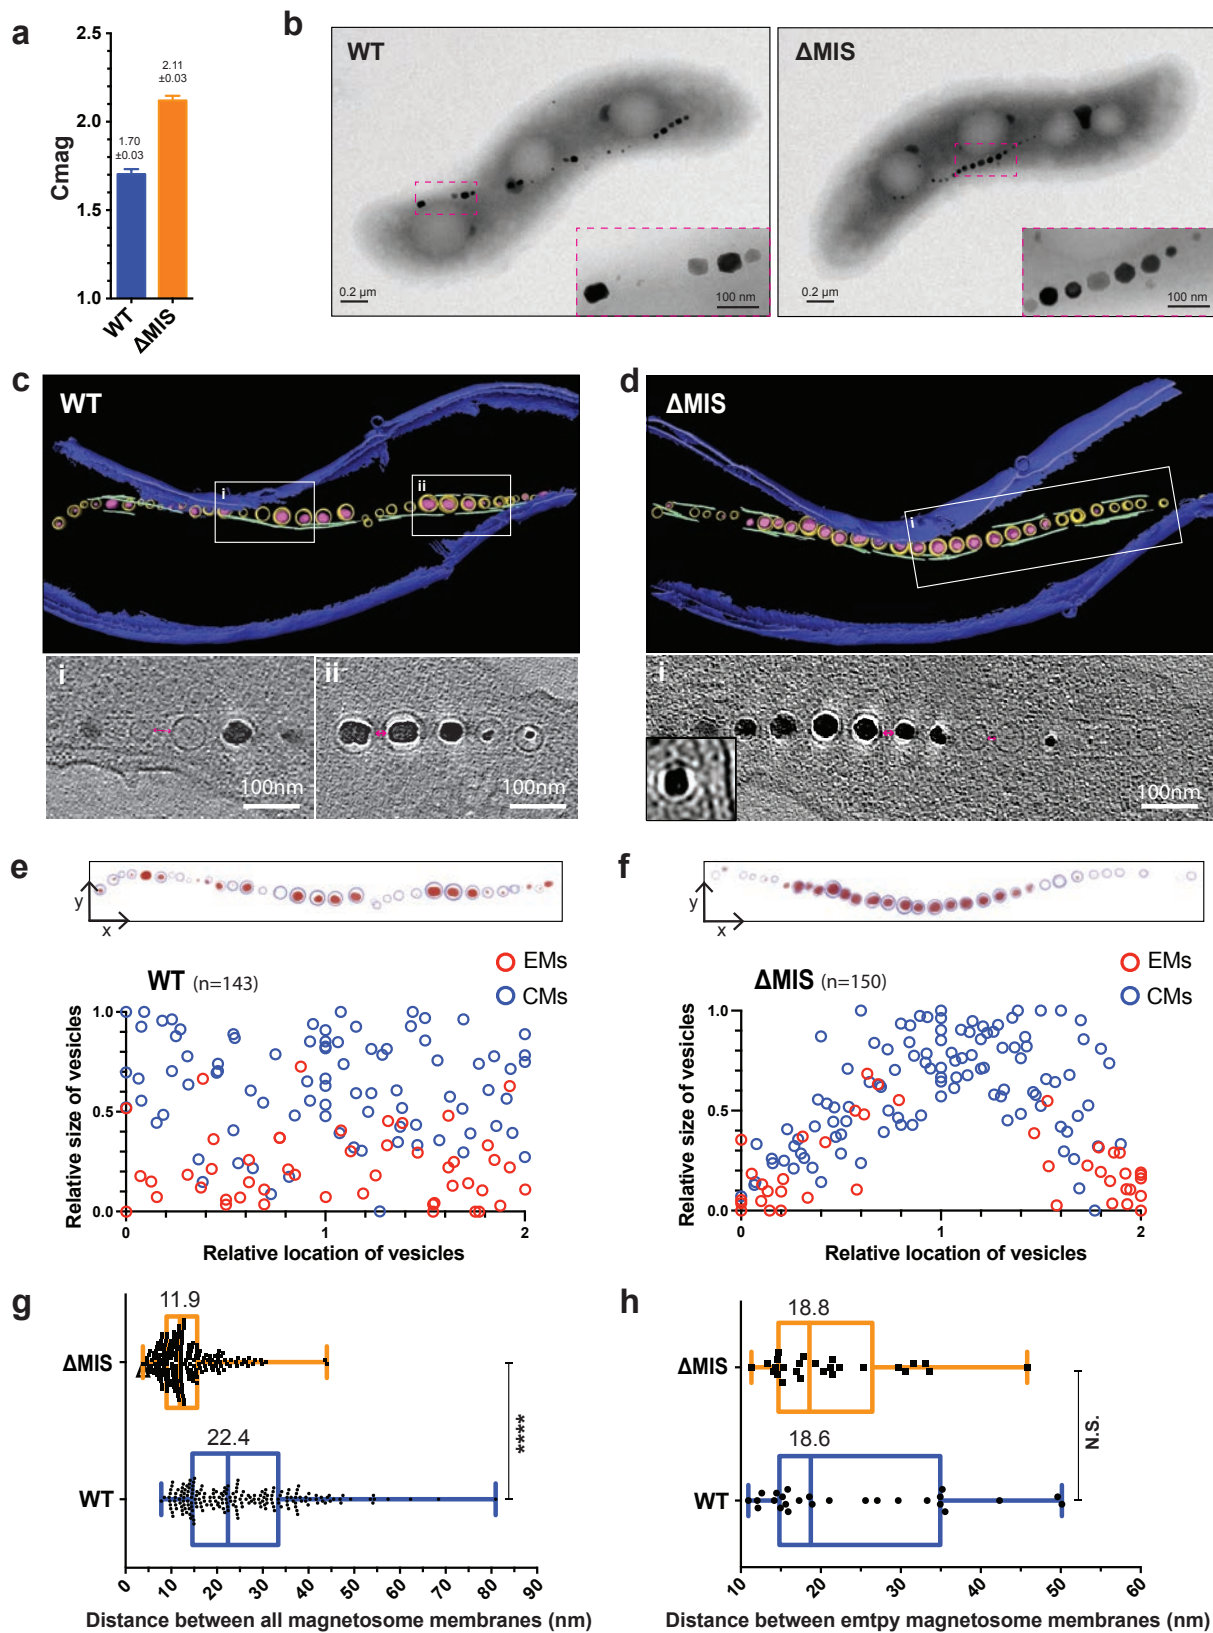 a
2.5
2.0
1.5
1.0
Cmag
2.11
±0.03
1.70
±0.03
WT
ΔMIS
b
WT
0.2 µm
100 nm
ΔMIS
0.2 µm
100 nm
c
WT
i
ii
i
100nm
ii
100nm
d
ΔMIS
i
i
100nm
e
y
x
WT (n=143)
EMs
CMs
Relative size of vesicles
1.0
0.5
0.0
0
1
2
Relative location of vesicles
f
y
x
ΔMIS (n=150)
EMs
CMs
Relative size of vesicles
1.0
0.5
0.0
0
1
2
Relative location of vesicles
g
11.9
ΔMIS
22.4
WT
****
0 10 20 30 40 50 60 70 80 90
Distance between all magnetosome membranes (nm)
h
18.8
ΔMIS
18.6
WT
N.S.
10 20 30 40 50 60
Distance between emtpy magnetosome membranes (nm)